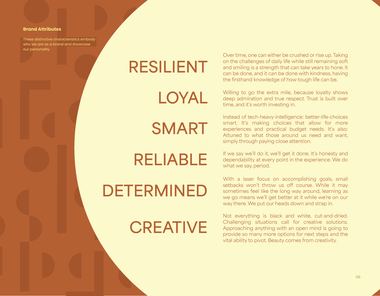 Brand Attributes
These distinctive characteristics embody
who we are as a brand and showcase
our personality.
RESILIENT
Over time, one can either be crushed or rise up. Taking
on the challenges of daily life while still remaining soft
and smiling is a strength that can take years to hone. It
can be done, and it can be done with kindness, having
the firsthand knowledge of how tough life can be.
LOYAL
Willing to go the extra mile, because loyalty shows
deep admiration and true respect. Trust is built over
time, and it's worth investing in.
SMART
Instead of tech-heavy intelligence: better-life-choices
smart. It's making choices that allow for more
experiences and practical budget needs. It's also:
Attuned to what those around us need and want;
simply through paying close attention.
RELIABLE
If we say we'll do it, we'll get it done. It's honesty and
dependability at every point in the experience. We do
what we say, period.
DETERMINED
With a laser focus on accomplishing goals, small
setbacks won't throw us off course. While it may
sometimes feel like the long way around, learning as
we go means we'll get better at it while we're on our
way there. We put our heads down and strap in.
CREATIVE
Not everything is black and white, cut-and-dried.
Challenging situations call for creative solutions.
Approaching anything with an open mind is going to
provide so many more options for next steps and the
vital ability to pivot. Beauty comes from creativity.